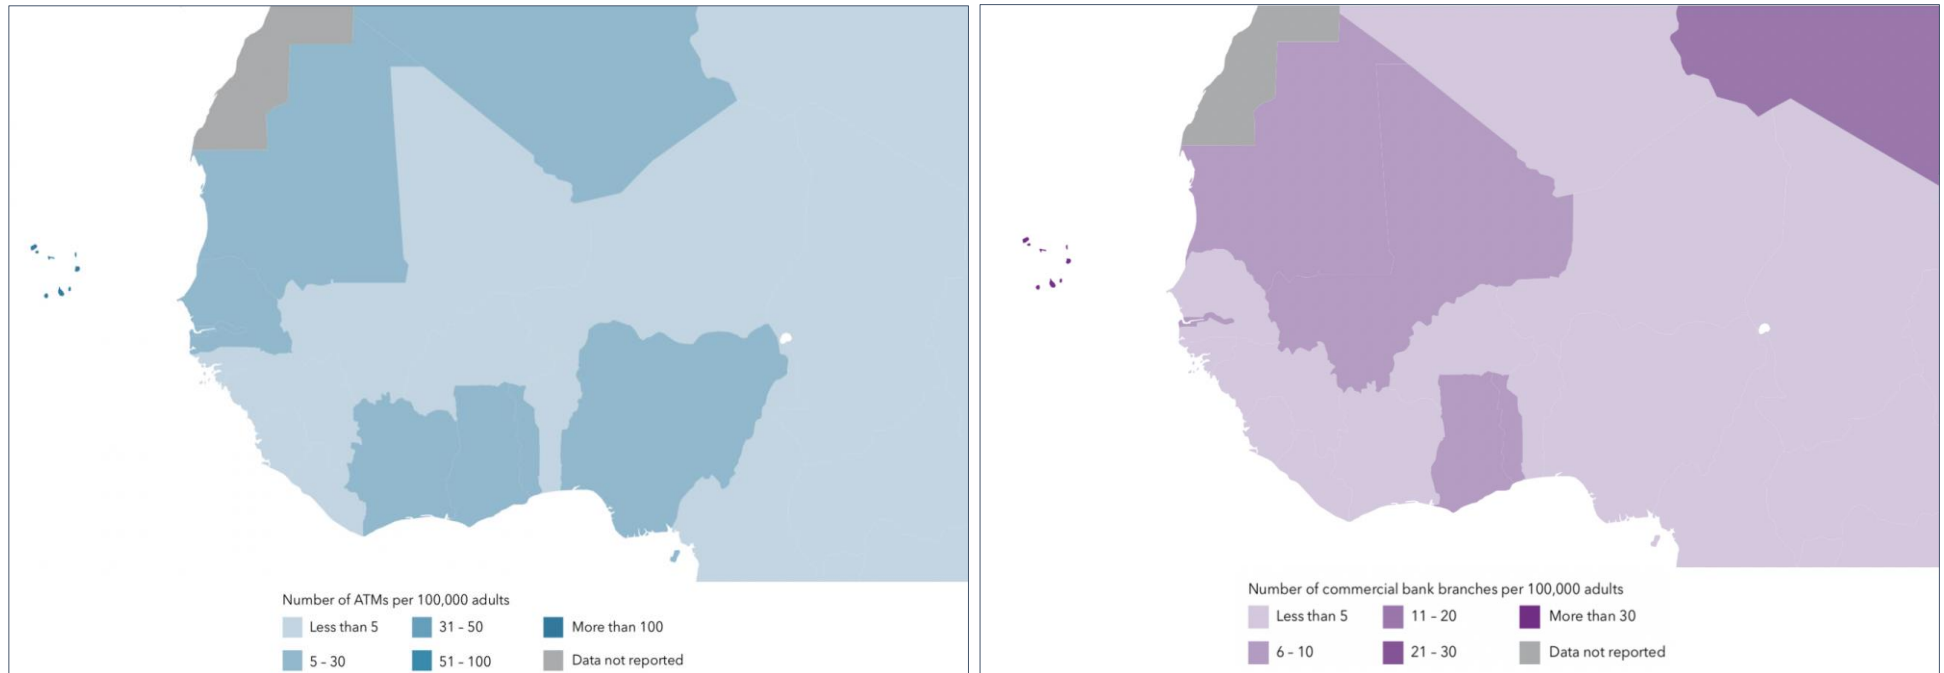 Number of ATMs per 100,000 adults
Less than 5
31 – 50
More than 100
5 – 30
51 – 100
Data not reported
Number of commercial bank branches per 100,000 adults
Less than 5
11 – 20
More than 30
6 – 10
21 – 30
Data not reported